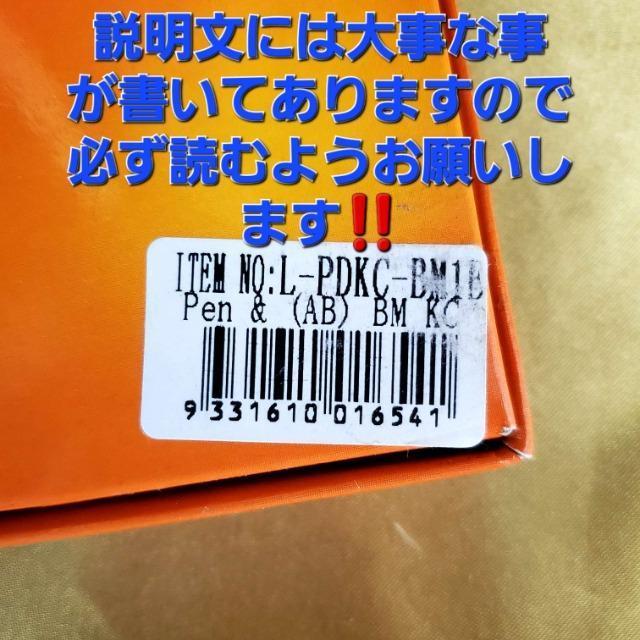 説明文には大事な事
が書いてありますので
必ず読むようお願いし
ます‼️
ITEM NO:L-PDKC-BM1B
Pen & (AB) BM KC
9 331610 016541